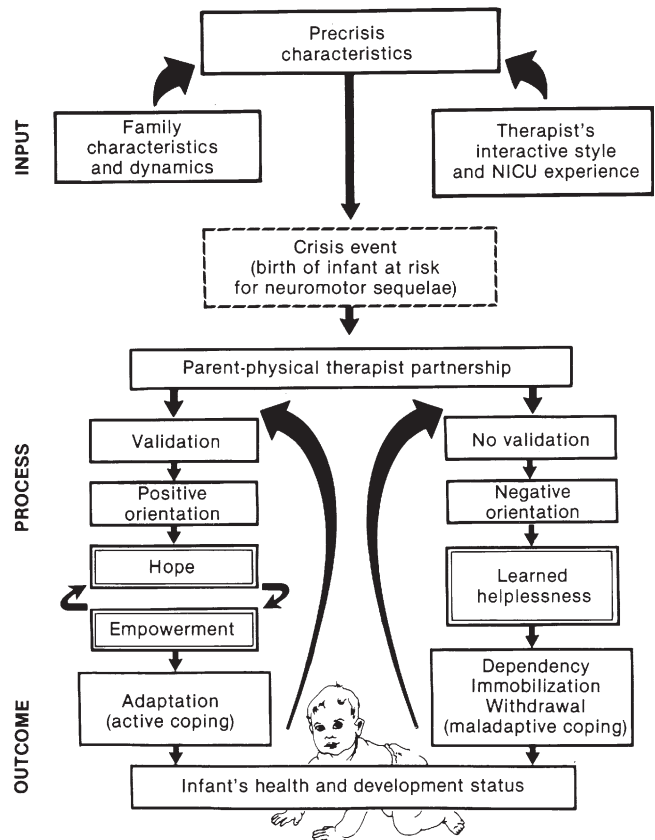 Precrisis
characteristics
INPUT
Family
characteristics
and dynamics
Therapist's
interactive style
and NICU experience
Crisis event
(birth of infant at risk
for neuromotor sequelae)
Parent-physical therapist partnership
PROCESS
Validation
Positive
orientation
Hope
Empowerment
No validation
Negative
orientation
Learned
helplessness
OUTCOME
Adaptation
(active coping)
Dependency
Immobilization
Withdrawal
(maladaptive coping)
Infant's health and development status